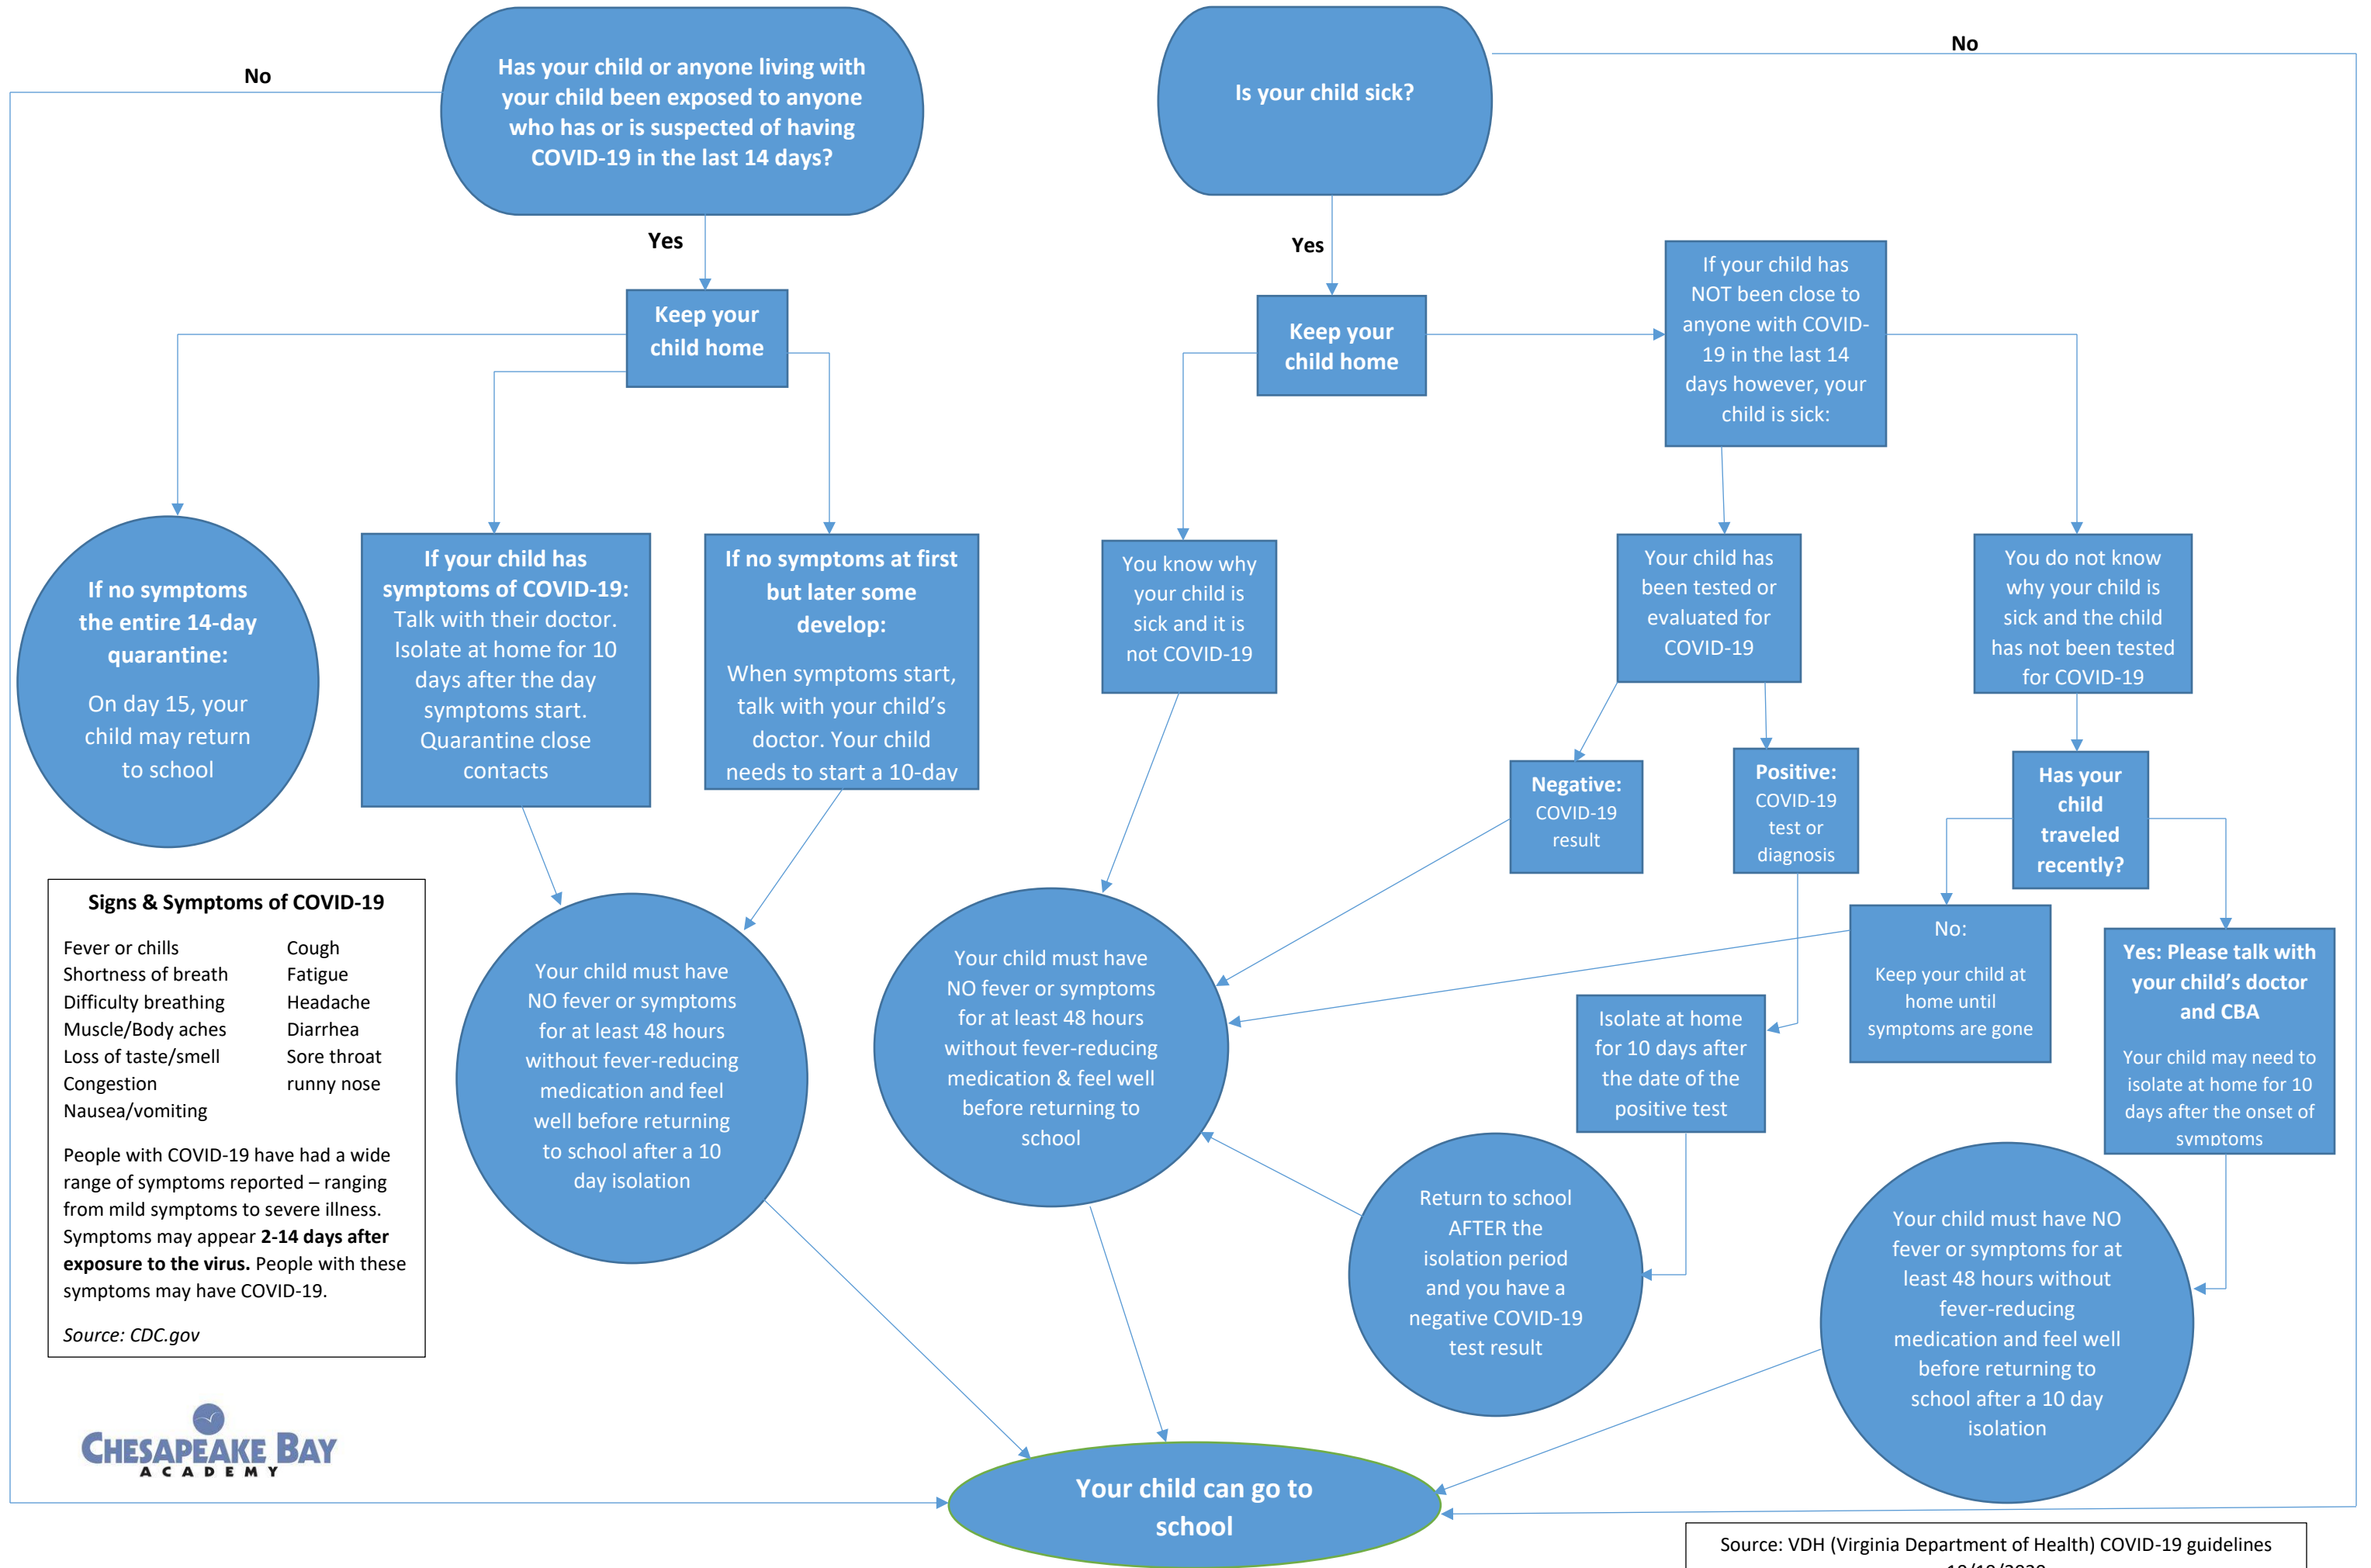 No
Has your child or anyone living with
your child been exposed to anyone
who has or is suspected of having
COVID-19 in the last 14 days?
Yes
Keep your
child home
If no symptoms
the entire 14-day
quarantine:
On day 15, your
child may return
to school
If your child has
symptoms of COVID-19:
Talk with their doctor.
Isolate at home for 10
days after the day
symptoms start.
Quarantine close
contacts
If no symptoms at first
but later some
develop:
When symptoms start,
talk with your child’s
doctor. Your child
needs to start a 10-day
Your child must have
NO fever or symptoms
for at least 48 hours
without fever-reducing
medication and feel
well before returning
to school after a 10
day isolation
Is your child sick?
No
Yes
Keep your
child home
If your child has
NOT been close to
anyone with COVID-
19 in the last 14
days however, your
child is sick:
You know why
your child is
sick and it is
not COVID-19
Your child has
been tested or
evaluated for
COVID-19
You do not know
why your child is
sick and the child
has not been tested
for COVID-19
Negative:
COVID-19
result
Positive:
COVID-19
test or
diagnosis
Has your
child
traveled
recently?
No:
Keep your child at
home until
symptoms are gone
Yes: Please talk with
your child’s doctor
and CBA
Your child may need to
isolate at home for 10
days after the onset of
symptoms
Your child must have
NO fever or symptoms
for at least 48 hours
without fever-reducing
medication & feel well
before returning to
school
Isolate at home
for 10 days after
the date of the
positive test
Return to school
AFTER the
isolation period
and you have a
negative COVID-19
test result
Your child must have NO
fever or symptoms for at
least 48 hours without
fever-reducing
medication and feel well
before returning to
school after a 10 day
isolation
Your child can go to
school
Signs & Symptoms of COVID-19
Fever or chills Cough
Shortness of breath Fatigue
Difficulty breathing Headache
Muscle/Body aches Diarrhea
Loss of taste/smell Sore throat
Congestion runny nose
Nausea/vomiting
People with COVID-19 have had a wide
range of symptoms reported – ranging
from mild symptoms to severe illness.
Symptoms may appear 2-14 days after
exposure to the virus. People with these
symptoms may have COVID-19.
Source: CDC.gov
CHESAPEAKE BAY
ACADEMY
Source: VDH (Virginia Department of Health) COVID-19 guidelines